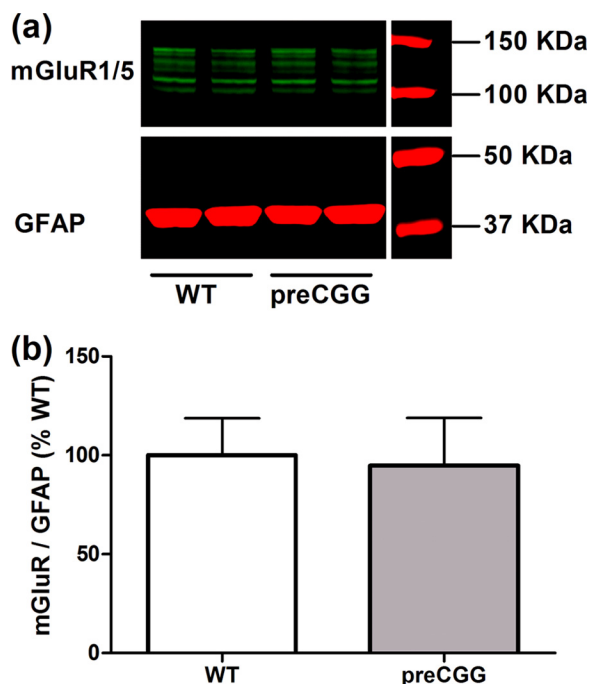 (a)
mGluR1/5
150 KDa
100 KDa
50 KDa
GFAP
37 KDa
WT preCGG
(b)
mGluR / GFAP (% WT)
150
100
50
0
WT preCGG